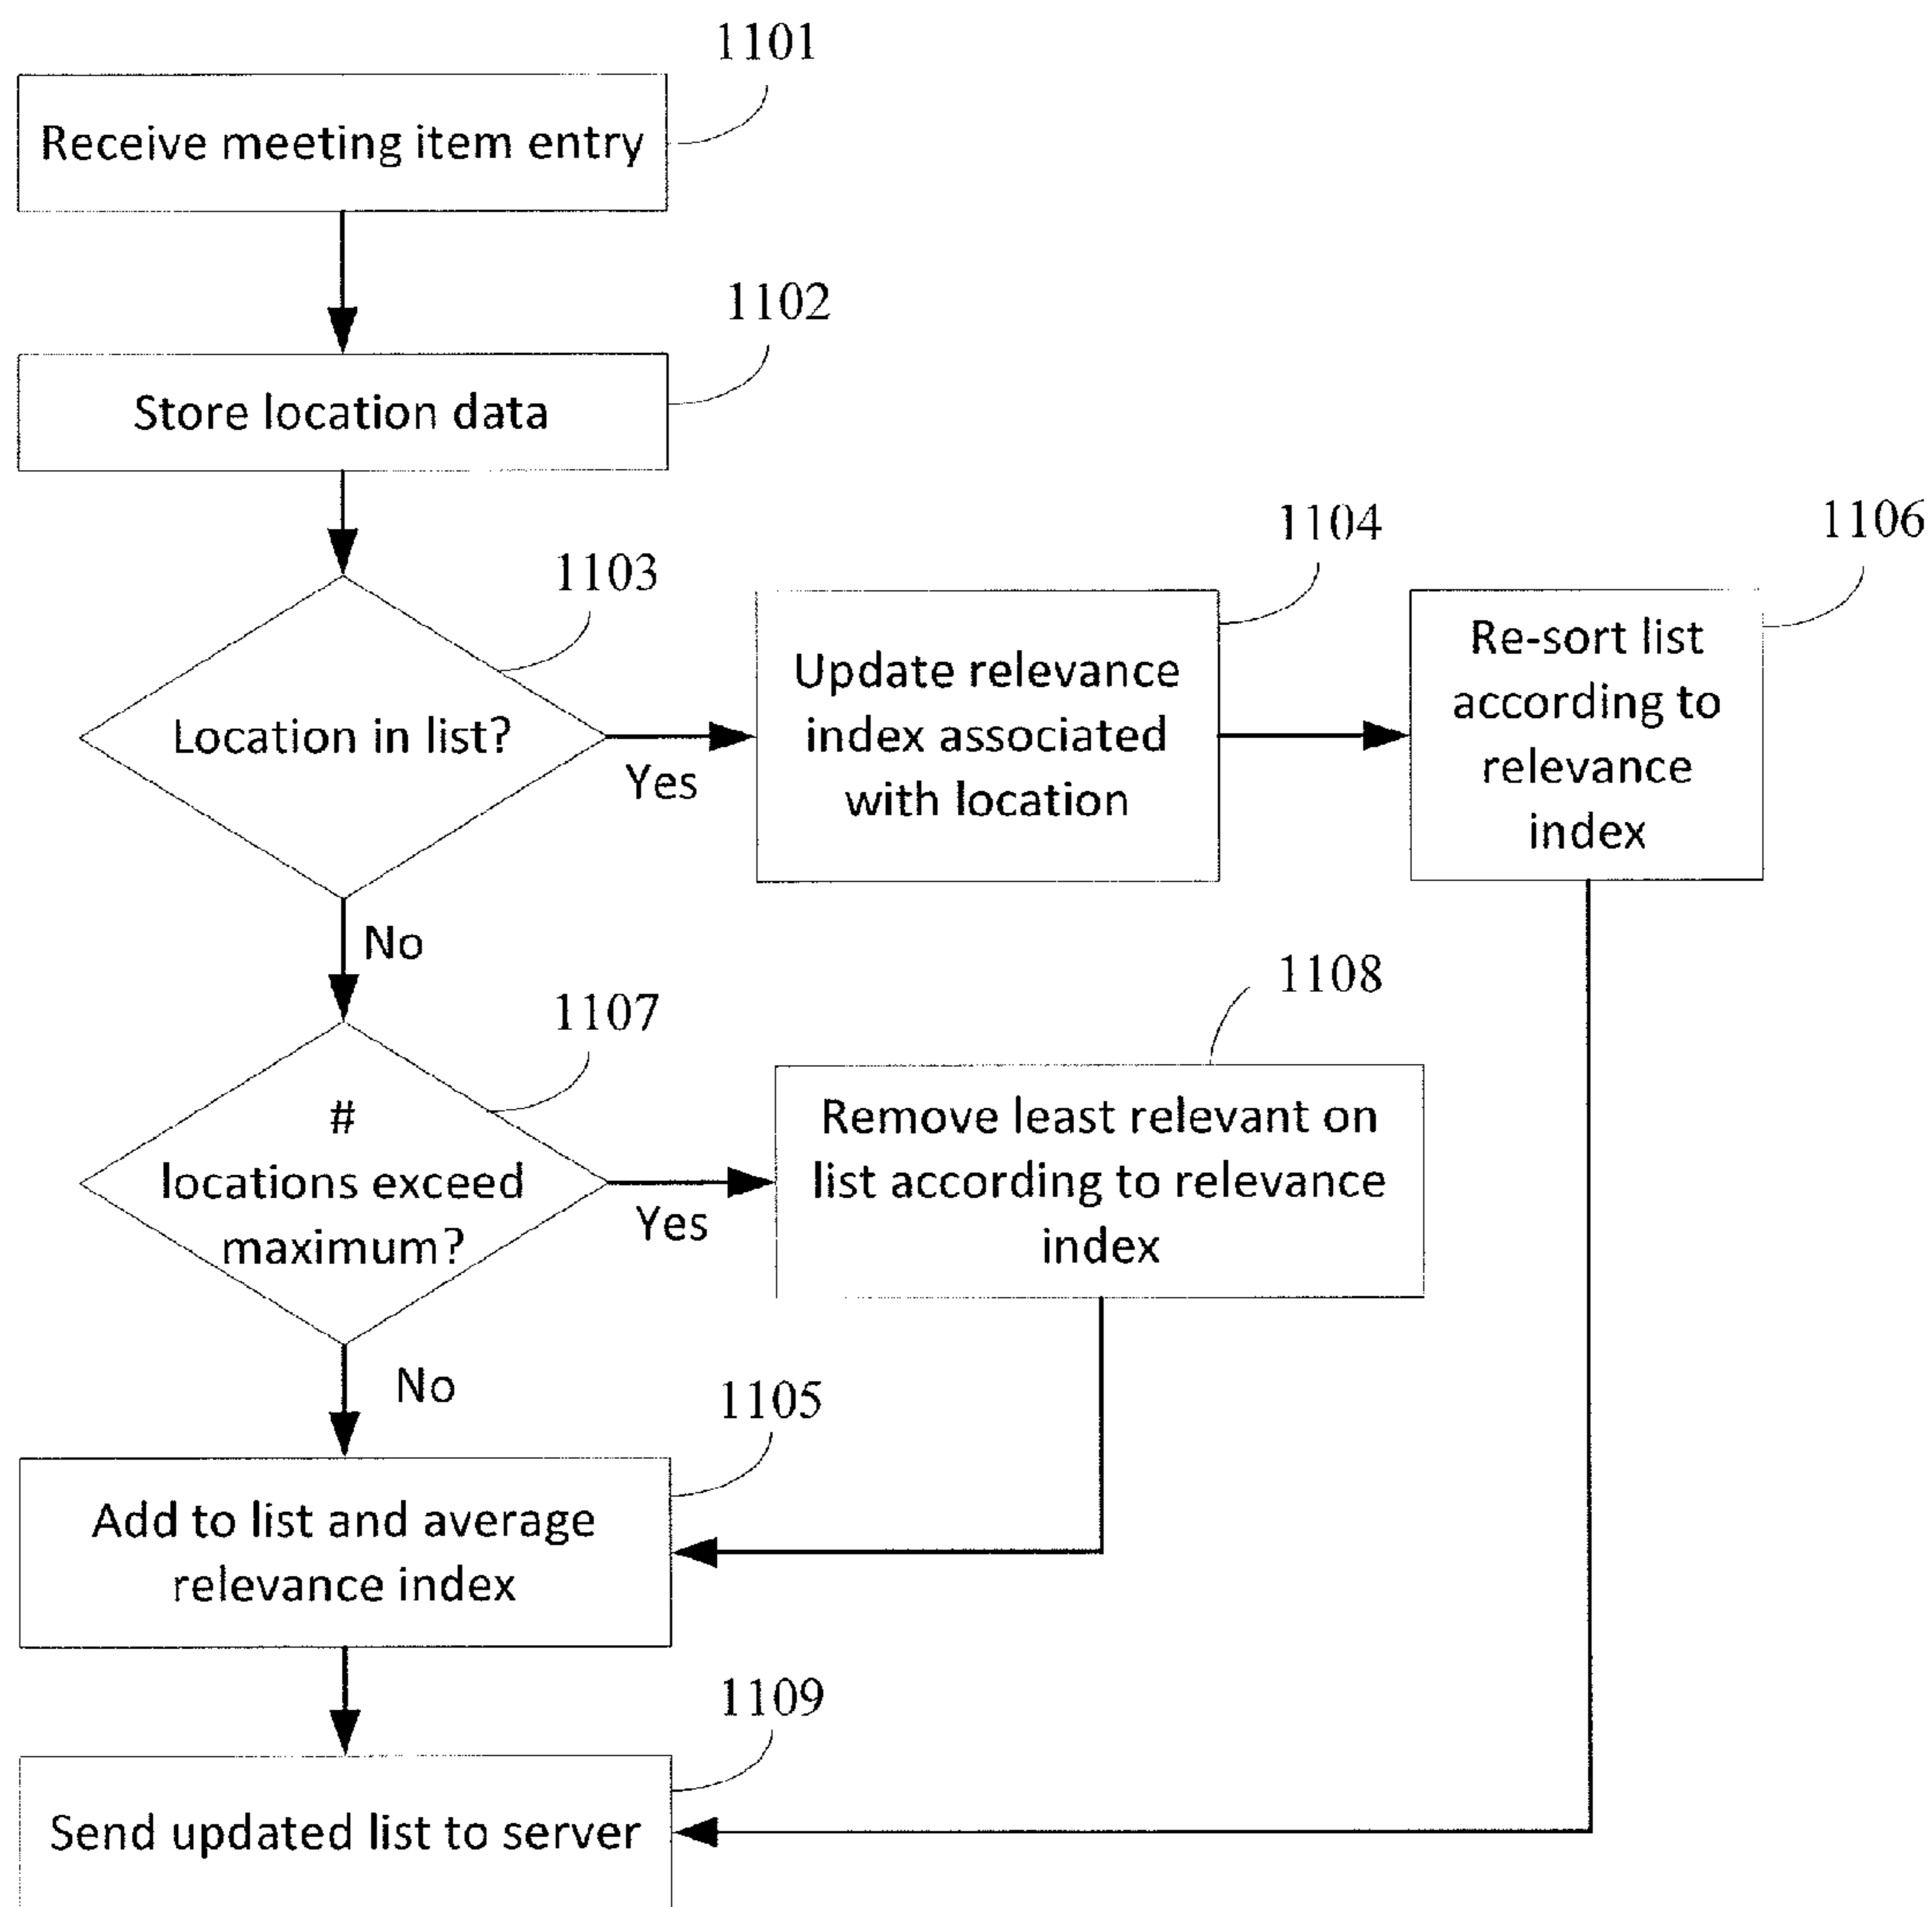 1101
Receive meeting item entry
1102
Store location data
1103
Location in list?
Yes
1104
Update relevance
index associated
with location
1106
Re-sort list
according to
relevance
index
No
1107
#
locations exceed
maximum?
Yes
1108
Remove least relevant on
list according to relevance
index
No
1105
Add to list and average
relevance index
1109
Send updated list to server